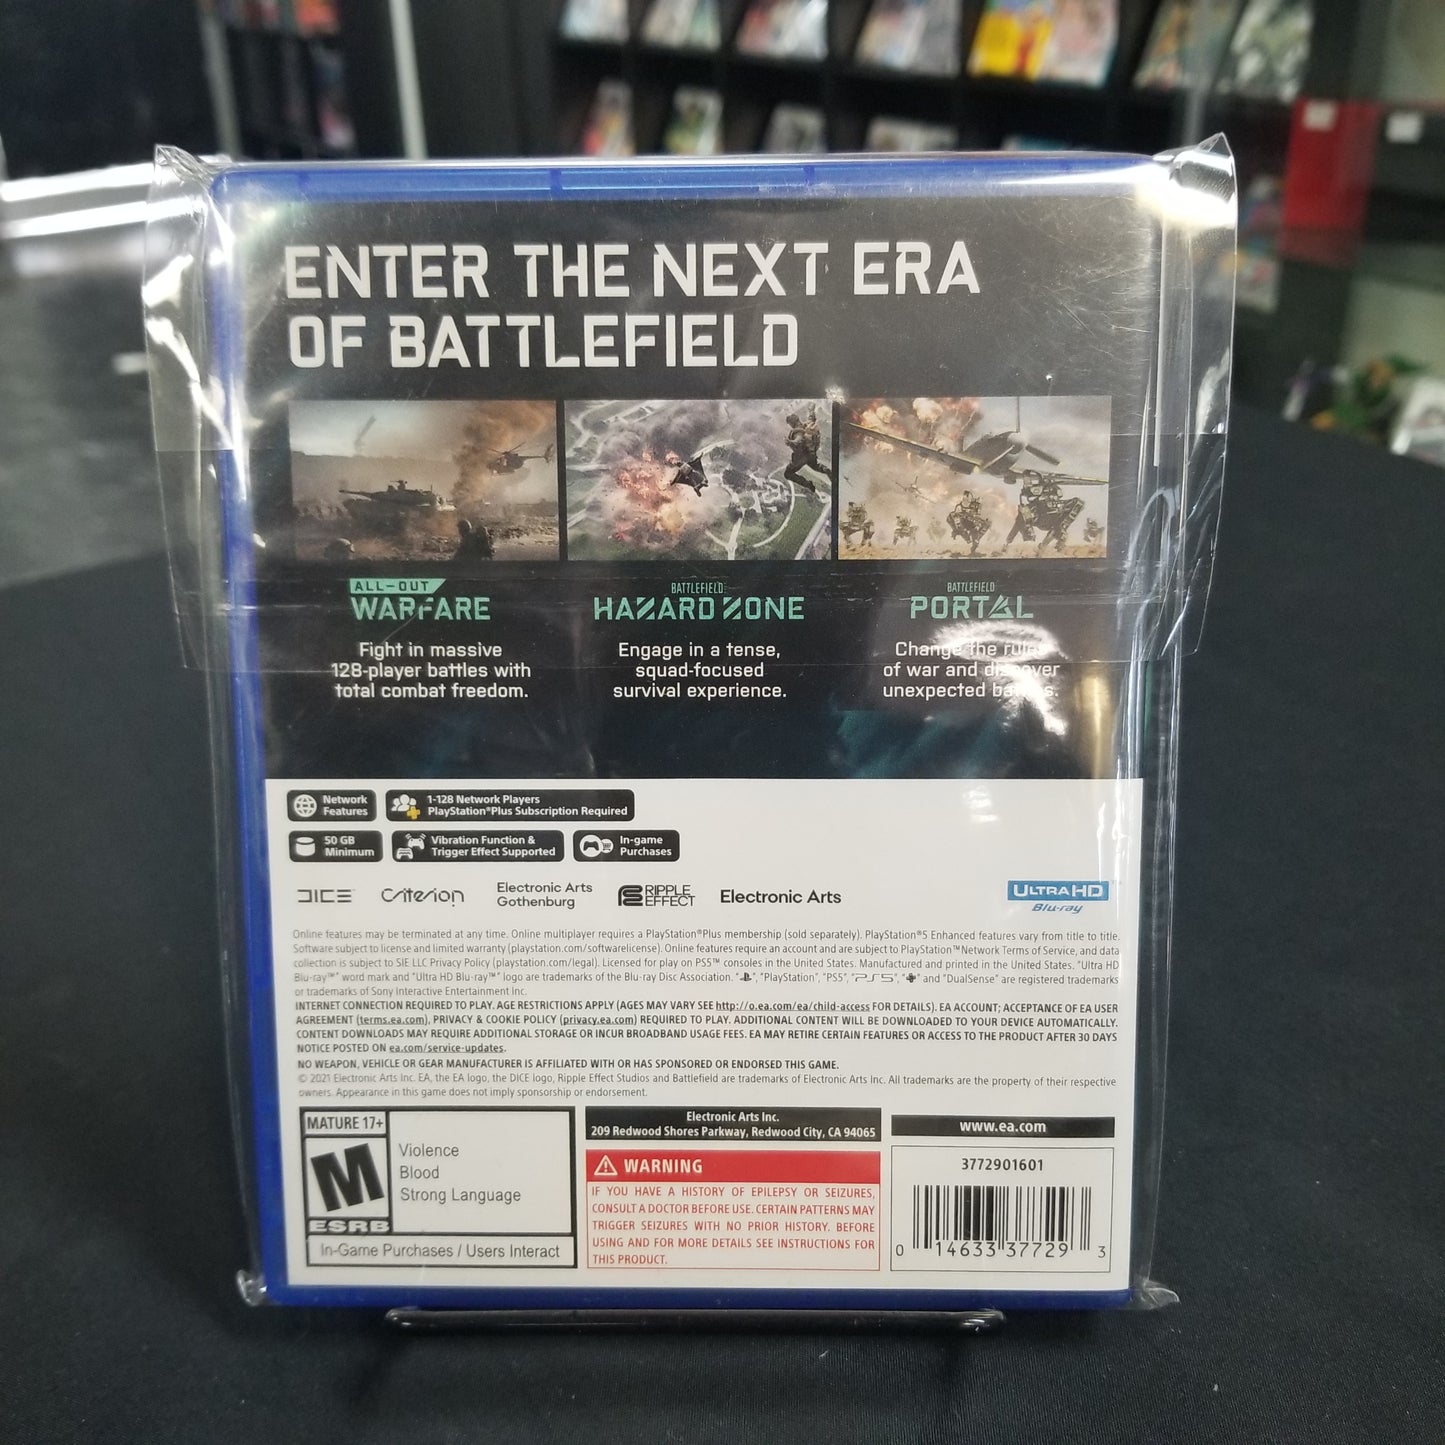 ENTER THE NEXT ERA
OF BATTLEFIELD
ALL-OUT
WARFARE
Fight in massive
128-player battles with
total combat freedom.
BATTLEFIELD
HAZARD ZONE
Engage in a tense,
squad-focused
survival experience.
BATTLEFIELD
PORTAL
Change the rules
of war and discover
unexpected battles.
Network
Features
1-128 Network Players
PlayStation®Plus Subscription Required
50 GB
Minimum
Vibration Function &
Trigger Effect Supported
In-game
Purchases
DICE
Criterion
Electronic Arts
Gothenburg
RIPPLE
EFFECT
Electronic Arts
ULTRA HD
Blu-ray
Online features may be terminated at any time. Online multiplayer requires a PlayStation®Plus membership (sold separately). PlayStation®5 Enhanced features vary from title to title.
Software subject to license and limited warranty (playstation.com/softwarelicense). Online features require an account and are subject to PlayStation™Network Terms of Service, and data
collection is subject to SIE LLC Privacy Policy (playstation.com/legal). Licensed for play on PS5™ consoles in the United States. Manufactured and printed in the United States. "Ultra HD
Blu-ray™" word mark and "Ultra HD Blu-ray™" logo are trademarks of the Blu-ray Disc Association. "", "PlayStation", "PS5", "PS5", "" and "DualSense" are registered trademarks
or trademarks of Sony Interactive Entertainment Inc.
INTERNET CONNECTION REQUIRED TO PLAY. AGE RESTRICTIONS APPLY (AGES MAY VARY SEE http://o.ea.com/ea/child-access FOR DETAILS). EA ACCOUNT; ACCEPTANCE OF EA USER
AGREEMENT (terms.ea.com), PRIVACY & COOKIE POLICY (privacy.ea.com) REQUIRED TO PLAY. ADDITIONAL CONTENT WILL BE DOWNLOADED TO YOUR DEVICE AUTOMATICALLY.
CONTENT DOWNLOADS MAY REQUIRE ADDITIONAL STORAGE OR INCUR BROADBAND USAGE FEES. EA MAY RETIRE CERTAIN FEATURES OR ACCESS TO THE PRODUCT AFTER 30 DAYS
NOTICE POSTED ON ea.com/service-updates.
NO WEAPON, VEHICLE OR GEAR MANUFACTURER IS AFFILIATED WITH OR HAS SPONSORED OR ENDORSED THIS GAME.
© 2021 Electronic Arts Inc. EA, the EA logo, the DICE logo, Ripple Effect Studios and Battlefield are trademarks of Electronic Arts Inc. All trademarks are the property of their respective
owners. Appearance in this game does not imply sponsorship or endorsement.
MATURE 17+
M
ESRB
Violence
Blood
Strong Language
In-Game Purchases / Users Interact
Electronic Arts Inc.
209 Redwood Shores Parkway, Redwood City, CA 94065
WARNING
IF YOU HAVE A HISTORY OF EPILEPSY OR SEIZURES,
CONSULT A DOCTOR BEFORE USE. CERTAIN PATTERNS MAY
TRIGGER SEIZURES WITH NO PRIOR HISTORY. BEFORE
USING AND FOR MORE DETAILS SEE INSTRUCTIONS FOR
THIS PRODUCT.
www.ea.com
3772901601
0 14633 37729 3